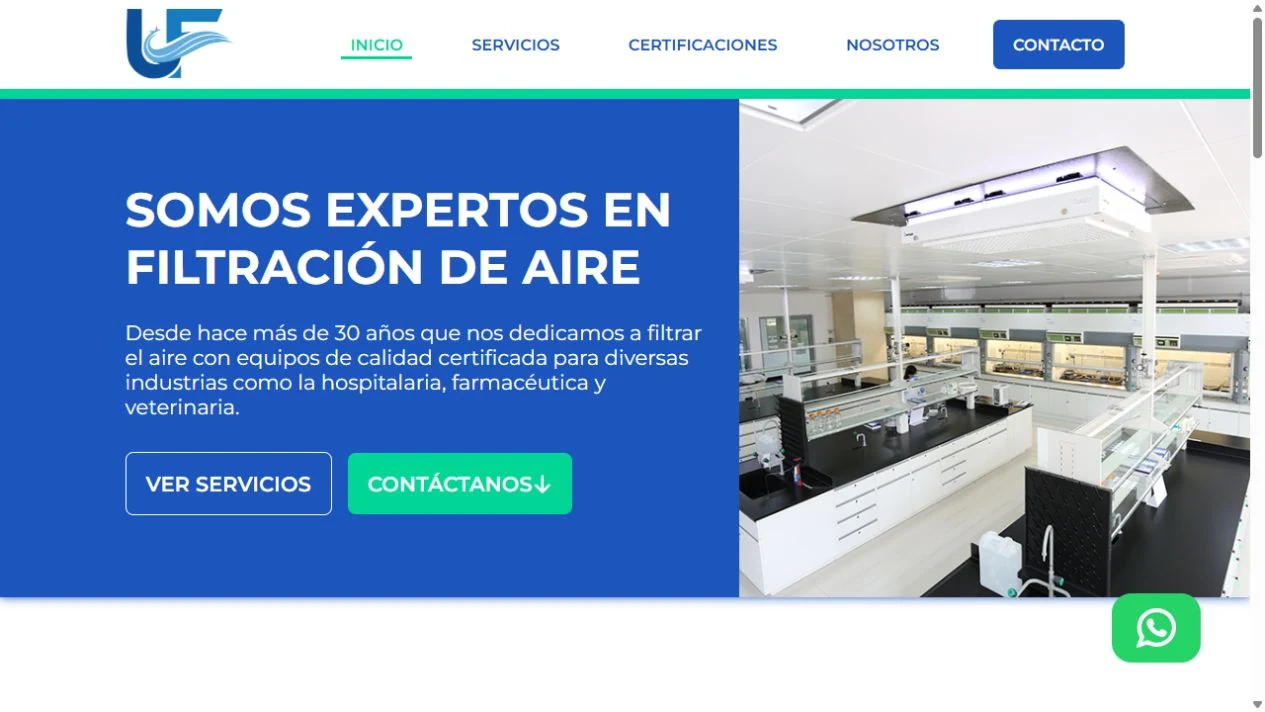 UF
INICIO
SERVICIOS
CERTIFICACIONES
NOSOTROS
CONTACTO
SOMOS EXPERTOS EN
FILTRACIÓN DE AIRE
Desde hace más de 30 años que nos dedicamos a filtrar
el aire con equipos de calidad certificada para diversas
industrias como la hospitalaria, farmacéutica y
veterinaria.
VER SERVICIOS
CONTÁCTANOS↓